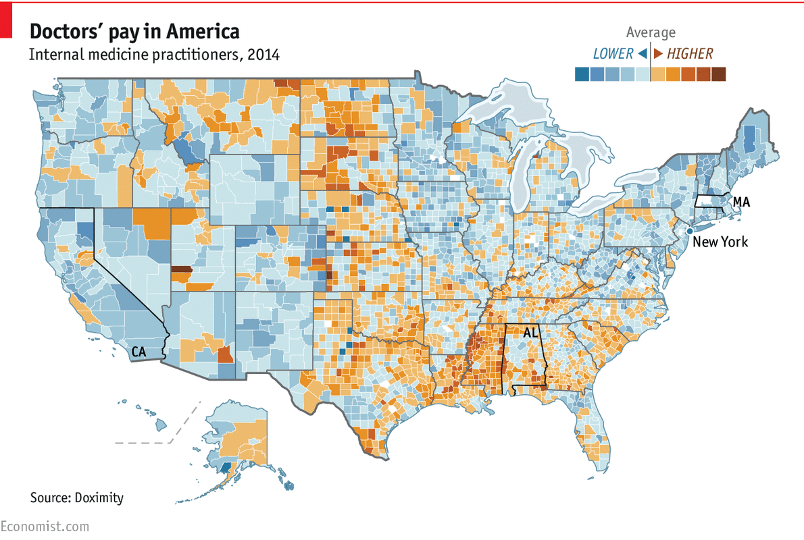 Doctors' pay in America
Internal medicine practitioners, 2014
Average
LOWER ◀ ▶ HIGHER
MA
New York
CA
AL
Source: Doximity
Economist.com